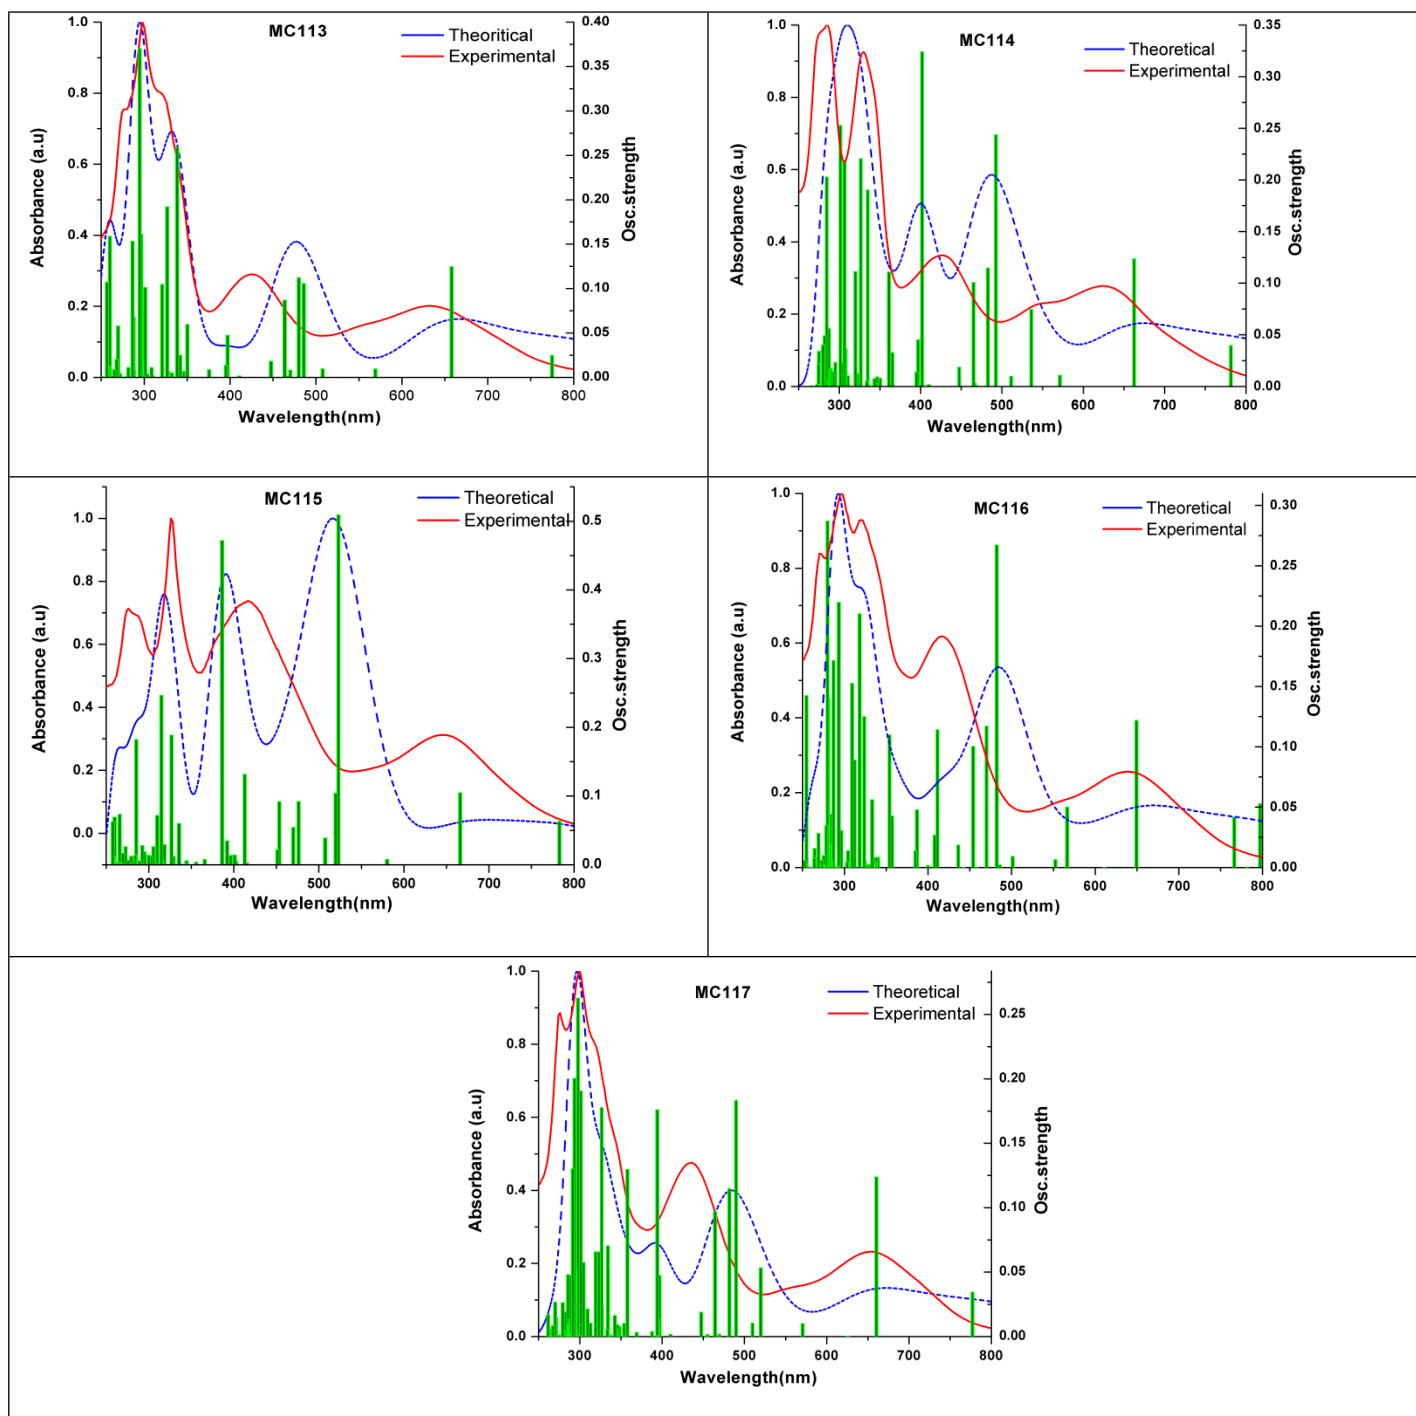 MC113
Theoritical
Experimental
Absorbance (a.u)
1.0
0.8
0.6
0.4
0.2
0.0
0.40
0.35
0.30
0.25
0.20
0.15
0.10
0.05
0.00
Osc.strength
300 400 500 600 700 800
Wavelength(nm)
MC114
Theoretical
Experimental
Absorbance (a.u)
1.0
0.8
0.6
0.4
0.2
0.0
0.35
0.30
0.25
0.20
0.15
0.10
0.05
0.00
Osc.strength
300 400 500 600 700 800
Wavelength(nm)
MC115
Theoretical
Experimental
Absorbance (a.u)
1.0
0.8
0.6
0.4
0.2
0.0
0.5
0.4
0.3
0.2
0.1
0.0
Osc.strength
300 400 500 600 700 800
Wavelength(nm)
MC116
Theoretical
Experimental
Absorbance (a.u)
1.0
0.8
0.6
0.4
0.2
0.0
0.30
0.25
0.20
0.15
0.10
0.05
0.00
Osc.strength
300 400 500 600 700 800
Wavelength(nm)
MC117
Theoretical
Experimental
Absorbance (a.u)
1.0
0.8
0.6
0.4
0.2
0.0
0.25
0.20
0.15
0.10
0.05
0.00
Osc.strength
300 400 500 600 700 800
Wavelength(nm)